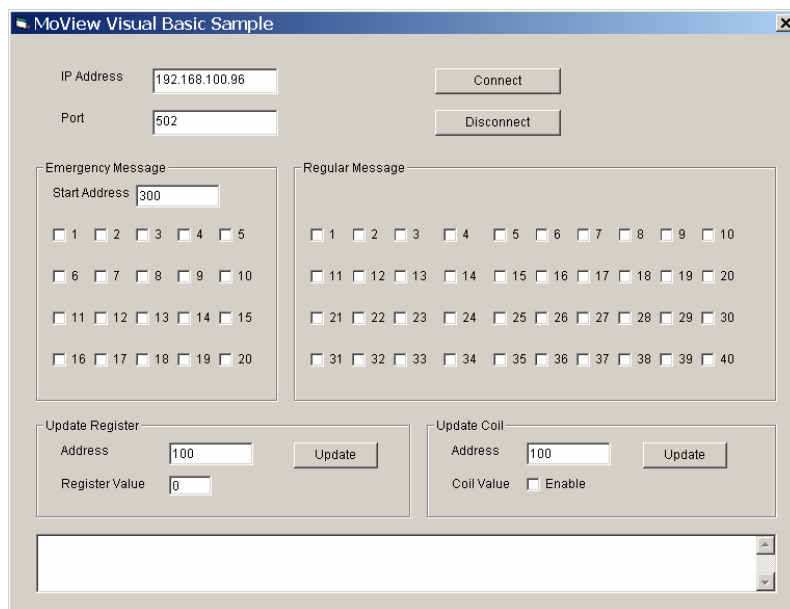 MoView Visual Basic Sample
IP Address 192.168.100.96 Connect
Port 502 Disconnect
Emergency Message
Start Address 300
1 2 3 4 5
6 7 8 9 10
11 12 13 14 15
16 17 18 19 20
Regular Message
1 2 3 4 5 6 7 8 9 10
11 12 13 14 15 16 17 18 19 20
21 22 23 24 25 26 27 28 29 30
31 32 33 34 35 36 37 38 39 40
Update Register
Address 100 Update
Register Value 0
Update Coil
Address 100 Update
Coil Value Enable